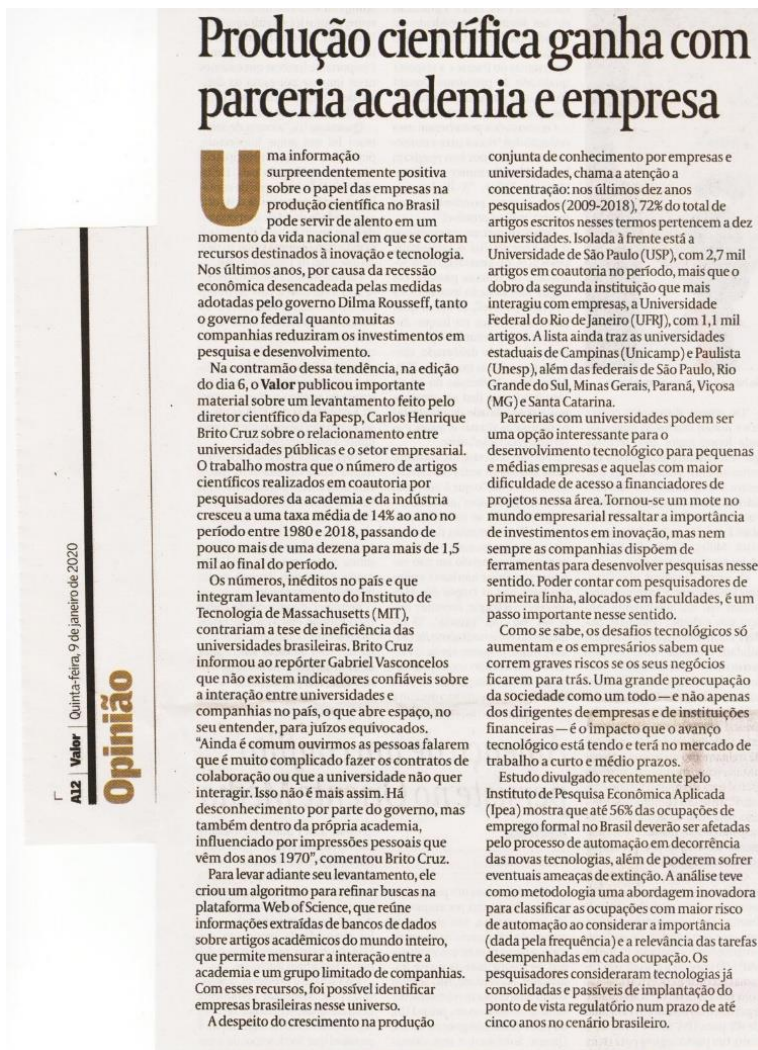 Produção científica ganha com
parceria academia e empresa
Uma informação
surpreendentemente positiva
sobre o papel das empresas na
produção científica no Brasil
pode servir de alento em um
momento da vida nacional em que se cortam
recursos destinados à inovação e tecnologia.
Nos últimos anos, por causa da recessão
econômica desencadeada pelas medidas
adotadas pelo governo Dilma Rousseff, tanto
o governo federal quanto muitas
companhias reduziram os investimentos em
pesquisa e desenvolvimento.
Na contramão dessa tendência, na edição
do dia 6, o Valor publicou importante
material sobre um levantamento feito pelo
diretor científico da Fapesp, Carlos Henrique
Brito Cruz sobre o relacionamento entre
universidades públicas e o setor empresarial.
O trabalho mostra que o número de artigos
científicos realizados em coautoria por
pesquisadores da academia e da indústria
cresceu a uma taxa média de 14% ao ano no
período entre 1980 e 2018, passando de
pouco mais de uma dezena para mais de 1,5
mil ao final do período.
Os números, inéditos no país e que
integram levantamento do Instituto de
Tecnologia de Massachusetts (MIT),
contrariam a tese de ineficiência das
universidades brasileiras. Brito Cruz
informou ao repórter Gabriel Vasconcelos
que não existem indicadores confiáveis sobre
a interação entre universidades e
companhias no país, o que abre espaço, no
seu entender, para juízos equivocados.
“Ainda é comum ouvirmos as pessoas falarem
que é muito complicado fazer os contratos de
colaboração ou que a universidade não quer
interagir. Isso não é mais assim. Há
desconhecimento por parte do governo, mas
também dentro da própria academia,
influenciado por impressões pessoais que
vêm dos anos 1970”, comentou Brito Cruz.
Para levar adiante seu levantamento, ele
criou um algoritmo para refinar buscas na
plataforma Web of Science, que reúne
informações extraídas de bancos de dados
sobre artigos acadêmicos do mundo inteiro,
que permite mensurar a interação entre a
academia e um grupo limitado de companhias.
Com esses recursos, foi possível identificar
empresas brasileiras nesse universo.
A despeito do crescimento na produção
conjunta de conhecimento por empresas e
universidades, chama a atenção a
concentração: nos últimos dez anos
pesquisados (2009-2018), 72% do total de
artigos escritos nesses termos pertencem a dez
universidades. Isolada à frente está a
Universidade de São Paulo (USP), com 2,7 mil
artigos em coautoria no período, mais que o
dobro da segunda instituição que mais
interagiu com empresas, a Universidade
Federal do Rio de Janeiro (UFRJ), com 1,1 mil
artigos. A lista ainda traz as universidades
estaduais de Campinas (Unicamp) e Paulista
(Unesp), além das federais de São Paulo, Rio
Grande do Sul, Minas Gerais, Paraná, Viçosa
(MG) e Santa Catarina.
Parcerias com universidades podem ser
uma opção interessante para o
desenvolvimento tecnológico para pequenas
e médias empresas e aquelas com maior
dificuldade de acesso a financiadores de
projetos nessa área. Tornou-se um mote no
mundo empresarial ressaltar a importância
de investimentos em inovação, mas nem
sempre as companhias dispõem de
ferramentas para desenvolver pesquisas nesse
sentido. Poder contar com pesquisadores de
primeira linha, alocados em faculdades, é um
passo importante nesse sentido.
Como se sabe, os desafios tecnológicos só
aumentam e os empresários sabem que
correm graves riscos se os seus negócios
ficarem para trás. Uma grande preocupação
da sociedade como um todo — e não apenas
dos dirigentes de empresas e de instituições
financeiras — é o impacto que o avanço
tecnológico está tendo e terá no mercado de
trabalho a curto e médio prazos.
Estudo divulgado recentemente pelo
Instituto de Pesquisa Econômica Aplicada
(Ipea) mostra que até 56% das ocupações de
emprego formal no Brasil deverão ser afetadas
pelo processo de automação em decorrência
das novas tecnologias, além de poderem sofrer
eventuais ameaças de extinção. A análise teve
como metodologia uma abordagem inovadora
para classificar as ocupações com maior risco
de automação ao considerar a importância
(dada pela frequência) e a relevância das tarefas
desempenhadas em cada ocupação. Os
pesquisadores consideraram tecnologias já
consolidadas e passíveis de implantação do
ponto de vista regulatório num prazo de até
cinco anos no cenário brasileiro.
A12 | Valor | Quinta-feira, 9 de janeiro de 2020
Opinião